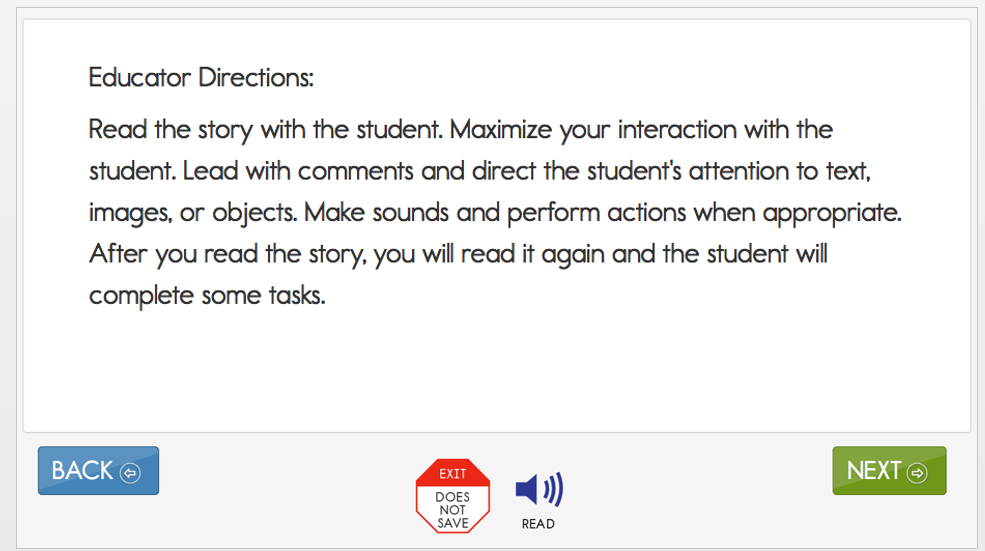 Educator Directions:
Read the story with the student. Maximize your interaction with the
student. Lead with comments and direct the student's attention to text,
images, or objects. Make sounds and perform actions when appropriate.
After you read the story, you will read it again and the student will
complete some tasks.
BACK
EXIT
DOES
NOT
SAVE
READ
NEXT